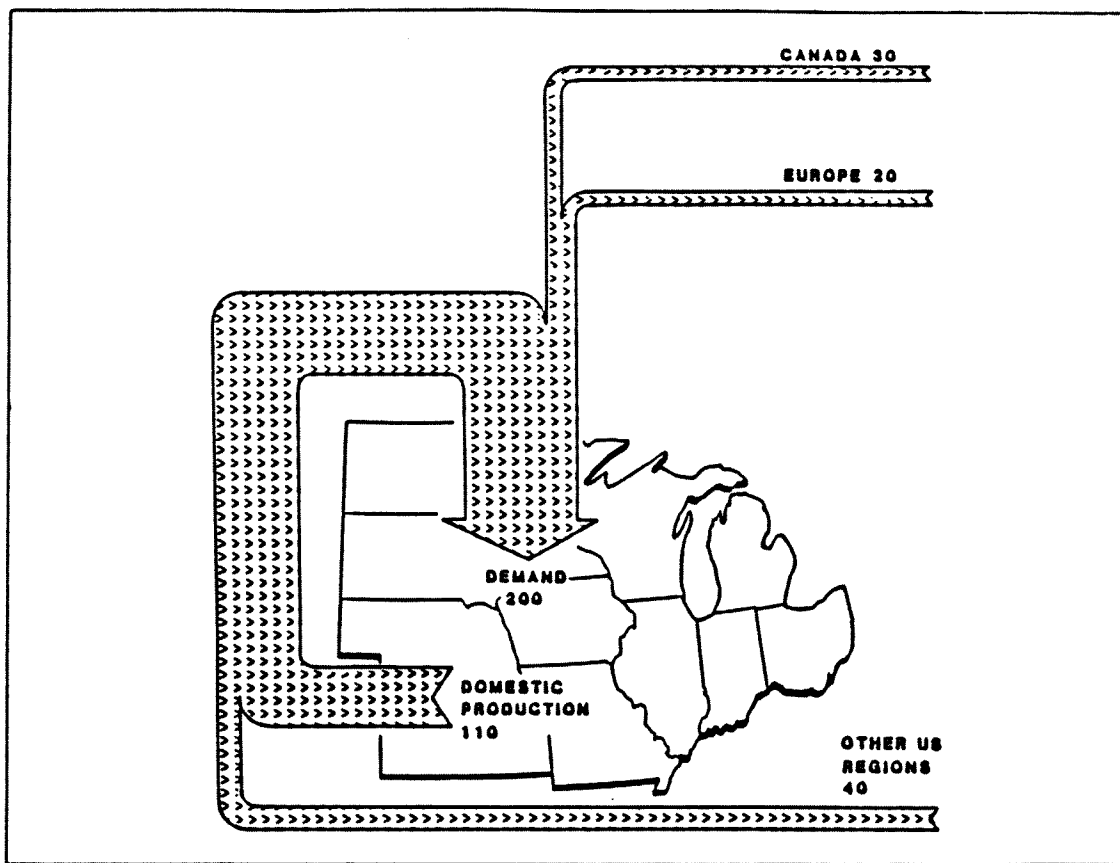 CANADA 30
EUROPE 20
DEMAND
200
DOMESTIC
PRODUCTION
110
OTHER US
REGIONS
40